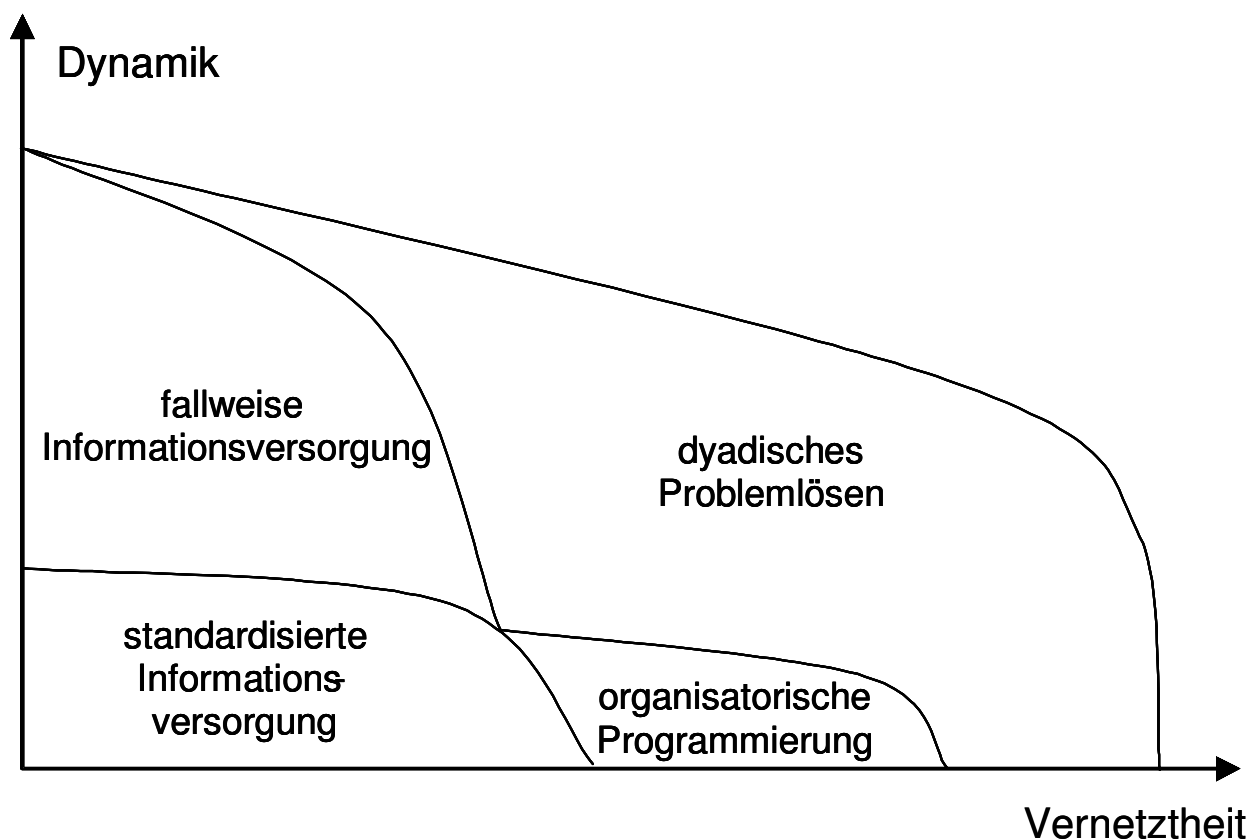 Dynamik
fallweise
Informationsversorgung
dyadisches
Problemlösen
standardisierte
Informations-
versorgung
organisatorische
Programmierung
Vernetztheit